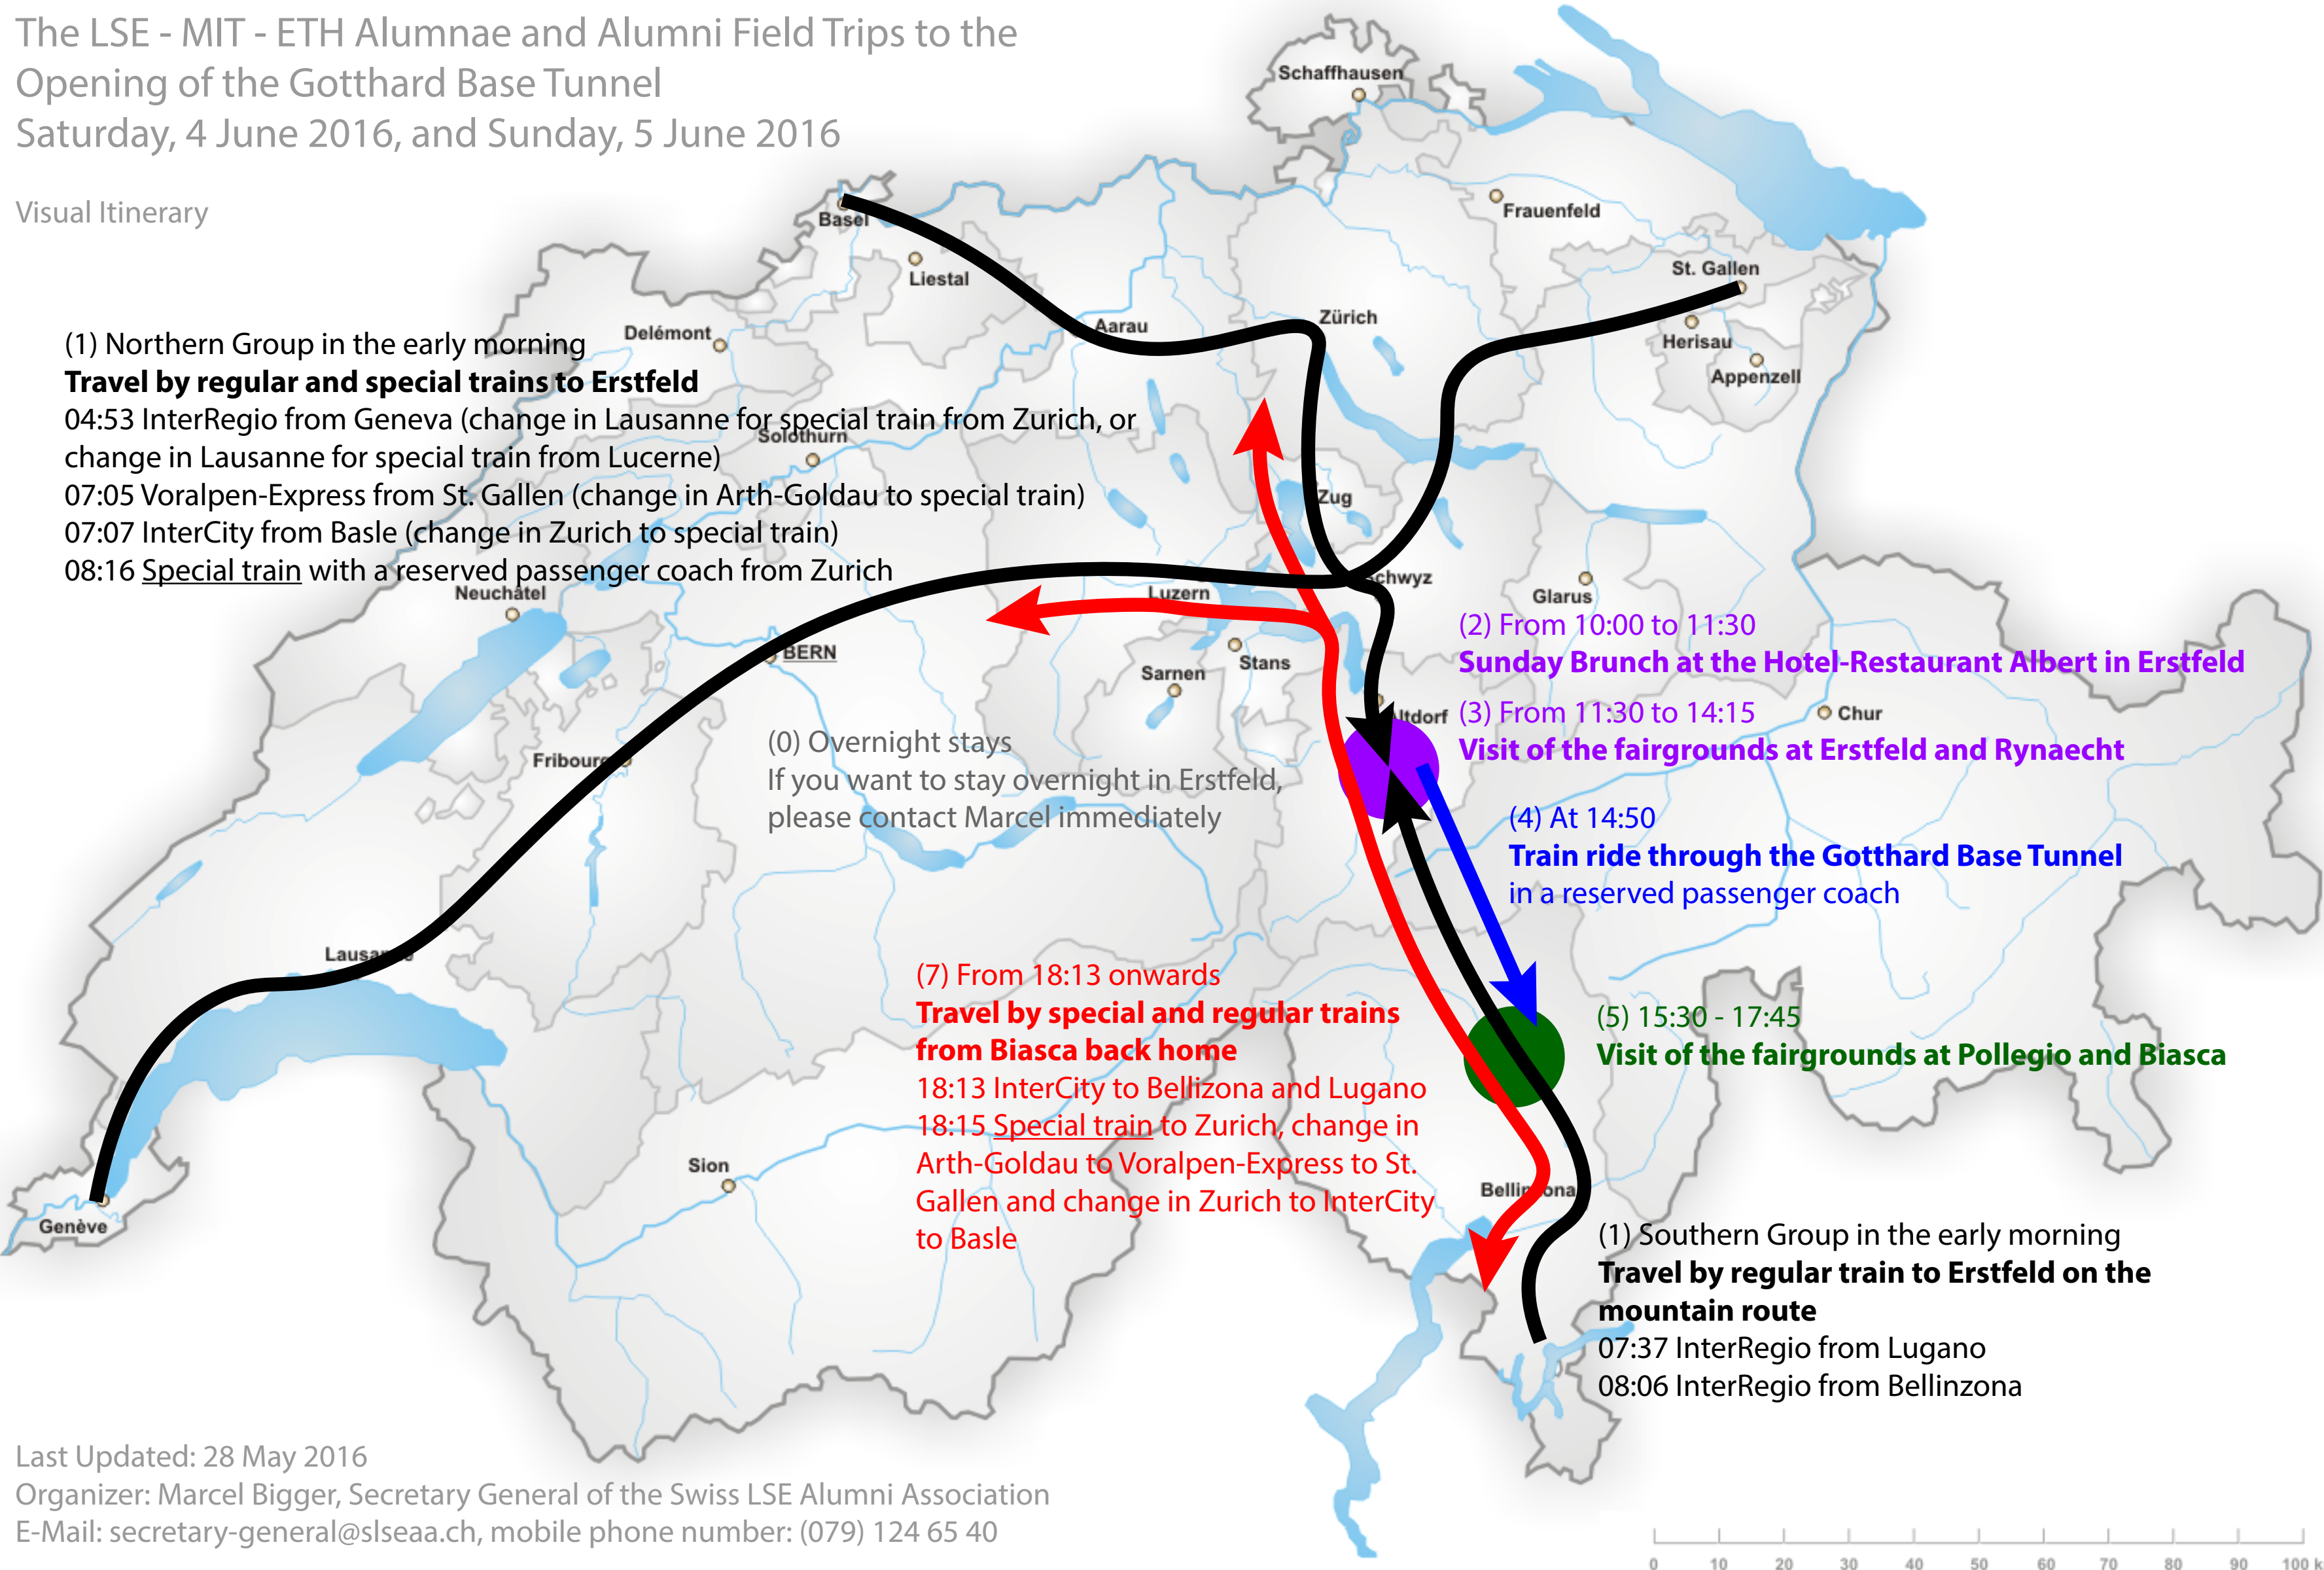 The LSE - MIT - ETH Alumnae and Alumni Field Trips to the
Opening of the Gotthard Base Tunnel
Saturday, 4 June 2016, and Sunday, 5 June 2016
Visual Itinerary
Schaffhausen
Basel
Liestal
Frauenfeld
St. Gallen
Herisau
Appenzell
Delémont
Aarau
Zürich
(1) Northern Group in the early morning
Travel by regular and special trains to Erstfeld
04:53 InterRegio from Geneva (change in Lausanne for special train from Zurich, or
change in Lausanne for special train from Lucerne)
07:05 Voralpen-Express from St. Gallen (change in Arth-Goldau to special train)
07:07 InterCity from Basle (change in Zurich to special train)
08:16 Special train with a reserved passenger coach from Zurich
Solothurn
Zug
Neuchâtel
Luzern
chwyz
Glarus
BERN
Stans
Sarnen
ltdorf
Chur
Fribourg
(2) From 10:00 to 11:30
Sunday Brunch at the Hotel-Restaurant Albert in Erstfeld
(3) From 11:30 to 14:15
Visit of the fairgrounds at Erstfeld and Rynaecht
(0) Overnight stays
If you want to stay overnight in Erstfeld,
please contact Marcel immediately
(4) At 14:50
Train ride through the Gotthard Base Tunnel
in a reserved passenger coach
Lausanne
(7) From 18:13 onwards
Travel by special and regular trains
from Biasca back home
18:13 InterCity to Bellizona and Lugano
18:15 Special train to Zurich, change in
Arth-Goldau to Voralpen-Express to St.
Gallen and change in Zurich to InterCity
to Basle
(5) 15:30 - 17:45
Visit of the fairgrounds at Pollegio and Biasca
Sion
Bellinzona
Genève
(1) Southern Group in the early morning
Travel by regular train to Erstfeld on the
mountain route
07:37 InterRegio from Lugano
08:06 InterRegio from Bellinzona
Last Updated: 28 May 2016
Organizer: Marcel Bigger, Secretary General of the Swiss LSE Alumni Association
E-Mail: secretary-general@slseaa.ch, mobile phone number: (079) 124 65 40
0 10 20 30 40 50 60 70 80 90 100 k